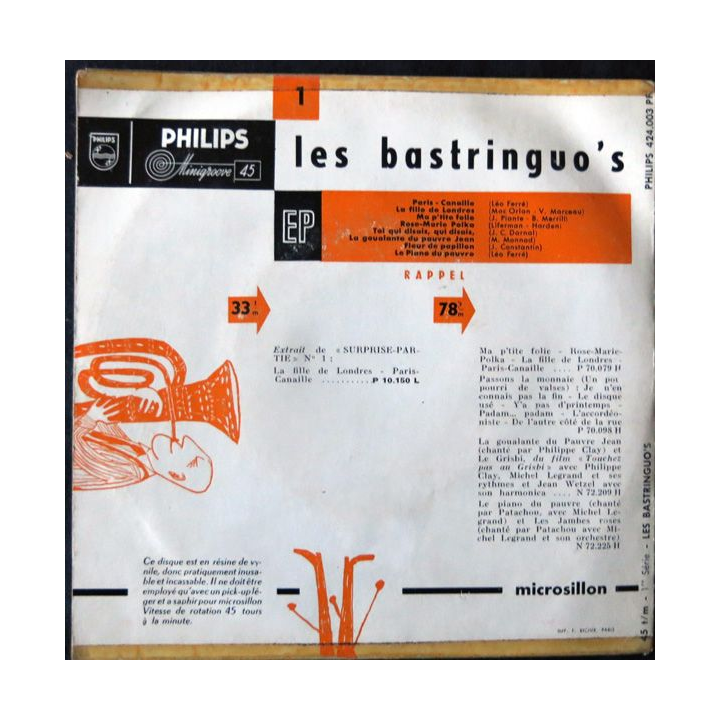 1
PHILIPS
PHILIPS
Minigroove 45
les bastringuo's
EP
Paris - Canaille (Léo Ferré)
La fille de Londres (Mac Orlan - V. Marceau)
Ma p'tite folie (J. Plante - B. Merrill)
Rose-Marie Polka (Liferman - Harden)
Toi qui disais, qui disais, (J. C. Darnal)
La goualante du pauvre Jean (M. Monnod)
Fleur de papillon (J. Constantin)
Le Piano du pauvre (Léo Ferré)
RAPPEL
33 t/m
78 t/m
Extrait de « SURPRISE-PAR-
TIE » N° 1 :
La fille de Londres - Paris-
Canaille ........... P 10.150 L
Ma p'tite folie - Rose-Marie-
Polka - La fille de Londres -
Paris-Canaille .... P 70.079 H
Passons la monnaie (Un pot
pourri de valses) : Je n'en
connais pas la fin - Le disque
usé - Y'a pas d'printemps -
Padam... padam - L'accordéo-
niste - De l'autre côté de la rue
P 70.098 H
La goualante du Pauvre Jean
(chanté par Philippe Clay) et
Le Grisbi, du film « Touchez
pas au Grisbi » avec Philippe
Clay, Michel Legrand et ses
rythmes et Jean Wetzel avec
son harmonica .... N 72.209 H
Le piano du pauvre (chanté
par Patachou, avec Michel Le-
grand) et Les Jambes roses
(chanté par Patachou avec Mi-
chel Legrand et son orchestre)
N 72.225 H
Ce disque est en résine de vy-
nile, donc pratiquement inusa-
ble et incassable. Il ne doit être
employé qu'avec un pick-up lé-
ger et a saphir pour microsillon
Vitesse de rotation 45 tours
à la minute.
microsillon
PHILIPS 424.003 PE
45 t/m - 1re Série - LES BASTRINGUO'S